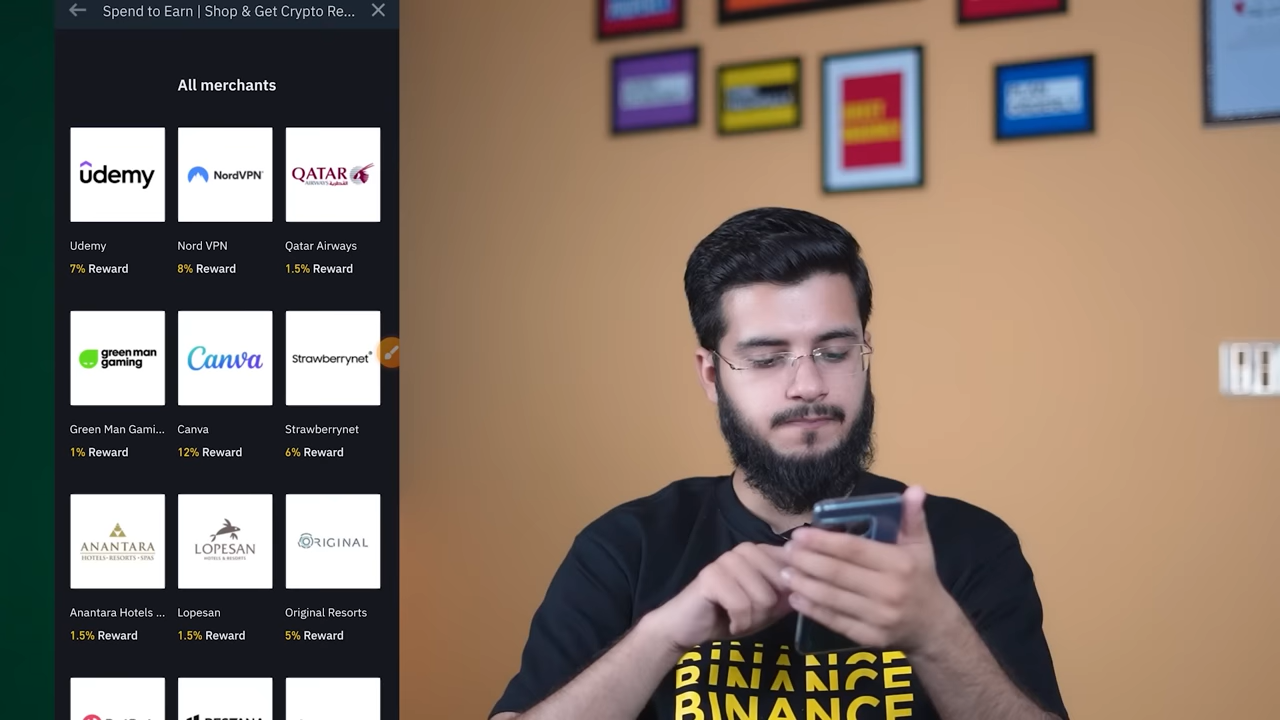 Spend to Earn | Shop & Get Crypto Re...
All merchants
ûdemy
NordVPN
QATAR
AIRWAYS القطرية
Udemy
Nord VPN
Qatar Airways
7% Reward
8% Reward
1.5% Reward
green man
gaming
Canva
Strawberrynet
Green Man Gami...
Canva
Strawberrynet
1% Reward
12% Reward
6% Reward
ANANTARA
HOTELS·RESORTS·SPAS
LOPESAN
HOTELS & RESORTS
ORIGINAL
Anantara Hotels ...
Lopesan
Original Resorts
1.5% Reward
1.5% Reward
5% Reward
BINANCE
BINANCE
BINANCE